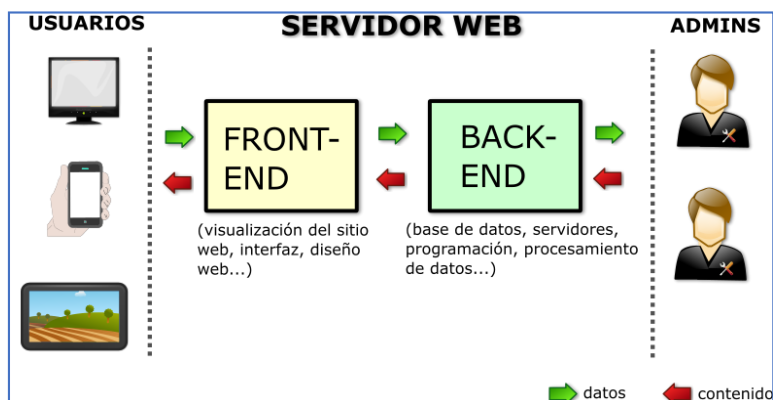 USUARIOS
SERVIDOR WEB
ADMINS
FRONT-
END
BACK-
END
(visualización del sitio
web, interfaz, diseño
web...)
(base de datos, servidores,
programación, procesamiento
de datos...)
datos
contenido